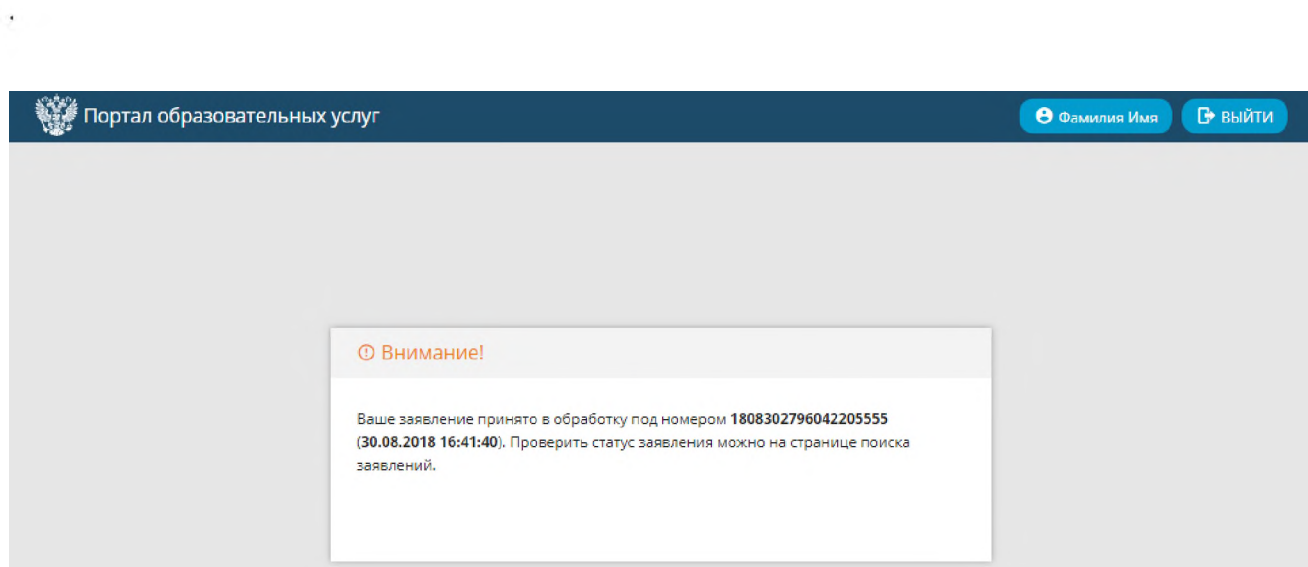 Портал образовательных услуг
Фамилия Имя
ВЫЙТИ
Внимание!
Ваше заявление принято в обработку под номером 1808302796042205555
(30.08.2018 16:41:40). Проверить статус заявления можно на странице поиска
заявлений.